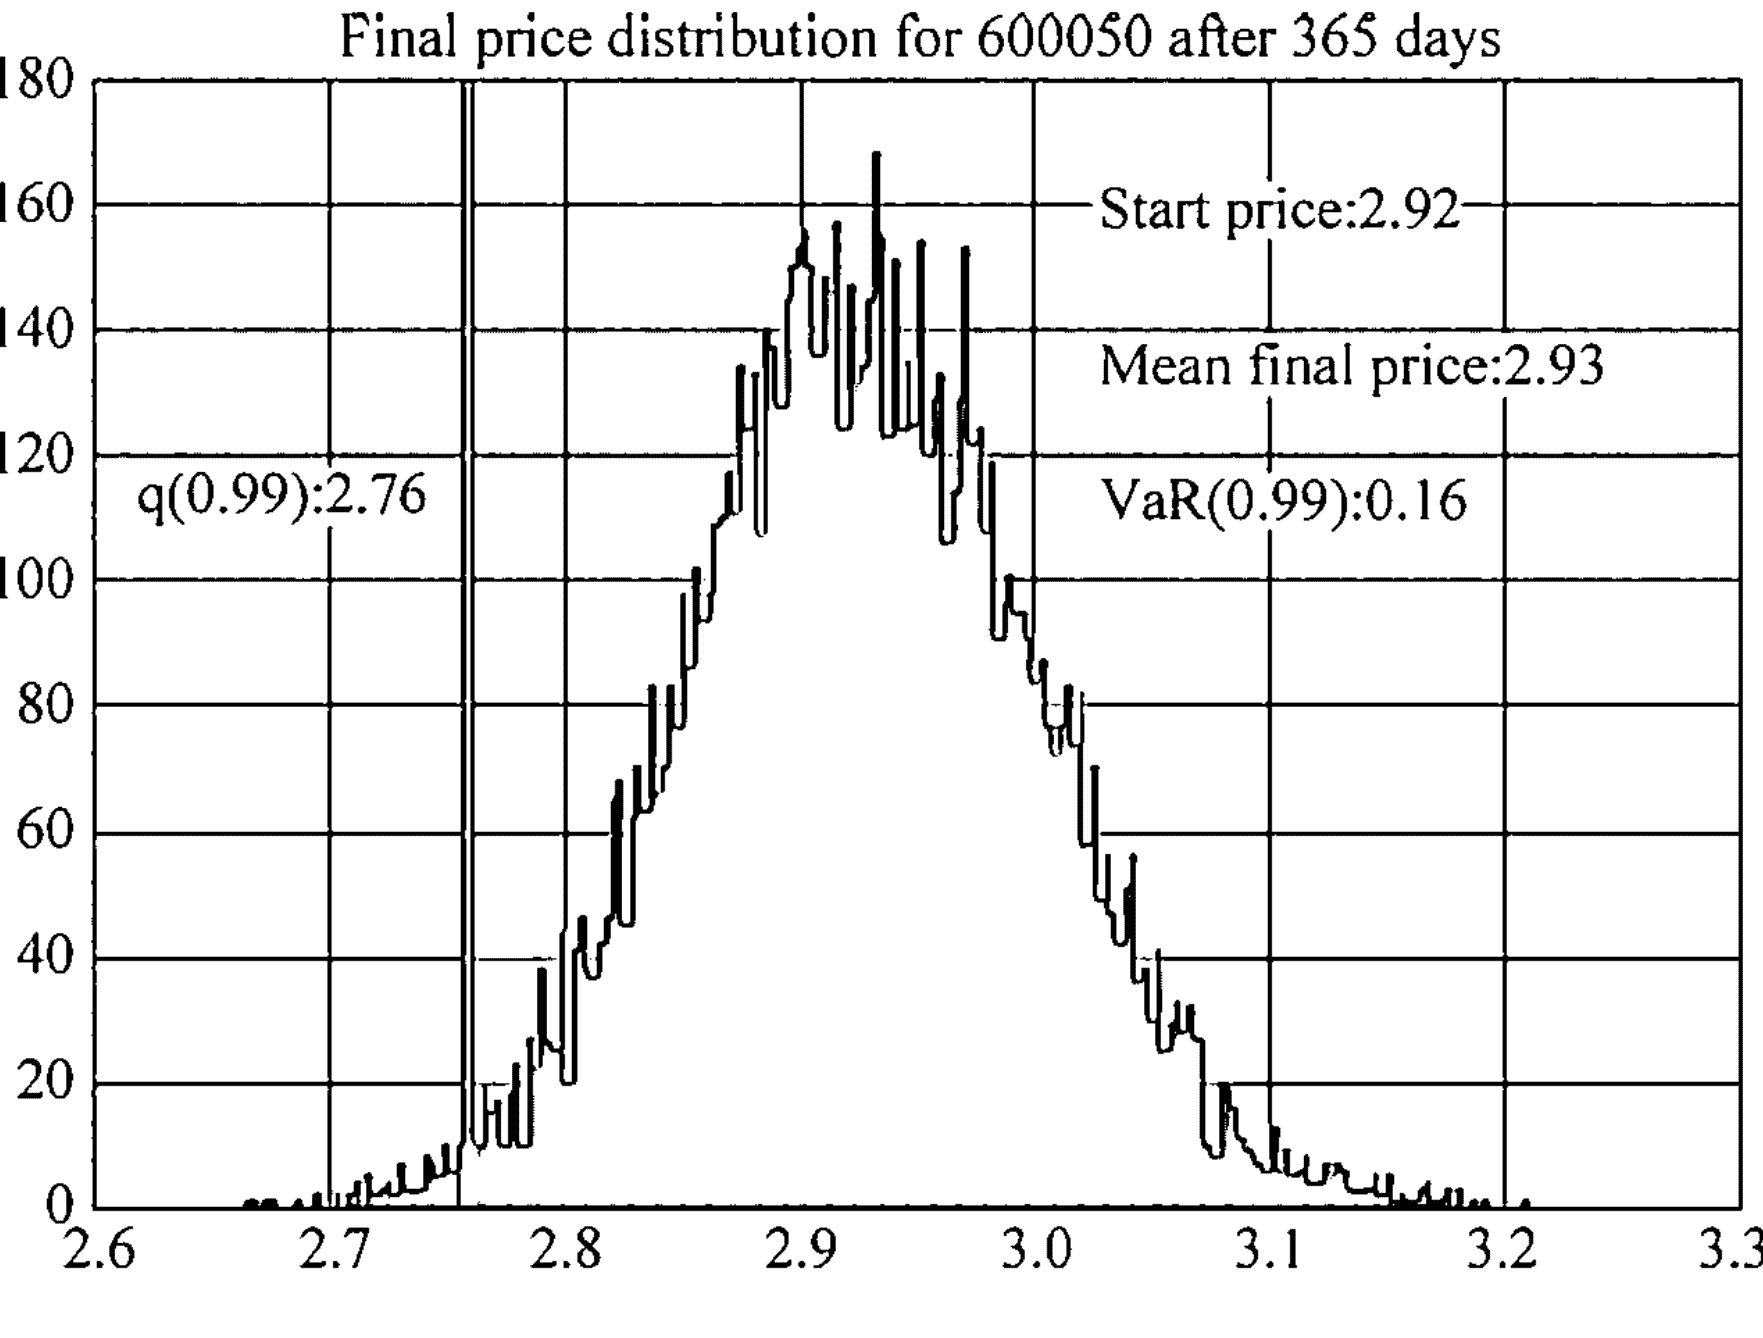 Final price distribution for 600050 after 365 days
180
160
Start price:2.92
140
Mean final price:2.93
120
q(0.99):2.76
VaR(0.99):0.16
100
80
60
40
20
0
2.6 2.7 2.8 2.9 3.0 3.1 3.2 3.3